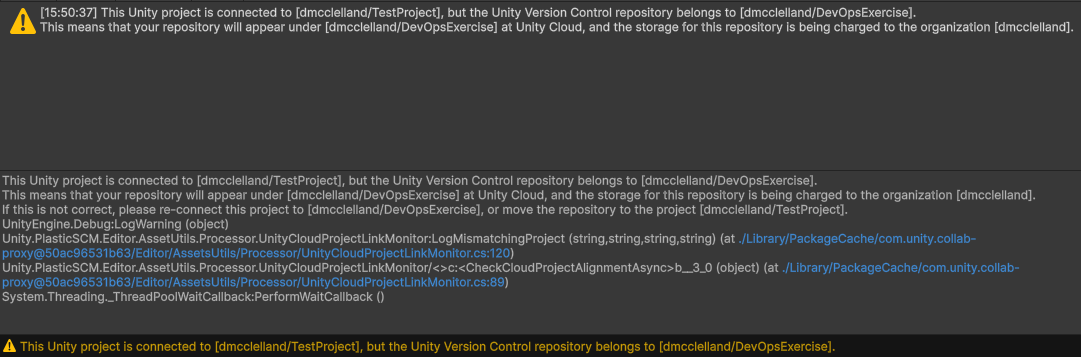 [15:50:37] This Unity project is connected to [dmcclelland/TestProject], but the Unity Version Control repository belongs to [dmcclelland/DevOpsExercise].
This means that your repository will appear under [dmcclelland/DevOpsExercise] at Unity Cloud, and the storage for this repository is being charged to the organization [dmcclelland].
This Unity project is connected to [dmcclelland/TestProject], but the Unity Version Control repository belongs to [dmcclelland/DevOpsExercise].
This means that your repository will appear under [dmcclelland/DevOpsExercise] at Unity Cloud, and the storage for this repository is being charged to the organization [dmcclelland].
If this is not correct, please re-connect this project to [dmcclelland/DevOpsExercise], or move the repository to the project [dmcclelland/TestProject].
UnityEngine.Debug:LogWarning (object)
Unity.PlasticSCM.Editor.AssetUtils.Processor.UnityCloudProjectLinkMonitor:LogMismatchingProject (string,string,string,string) (at ./Library/PackageCache/com.unity.collab-
proxy@50ac96531b63/Editor/AssetsUtils/Processor/UnityCloudProjectLinkMonitor.cs:120)
Unity.PlasticSCM.Editor.AssetUtils.Processor.UnityCloudProjectLinkMonitor/<>c:<CheckCloudProjectAlignmentAsync>b__3_0 (object) (at ./Library/PackageCache/com.unity.collab-
proxy@50ac96531b63/Editor/AssetsUtils/Processor/UnityCloudProjectLinkMonitor.cs:89)
System.Threading._ThreadPoolWaitCallback:PerformWaitCallback ()
This Unity project is connected to [dmcclelland/TestProject], but the Unity Version Control repository belongs to [dmcclelland/DevOpsExercise].